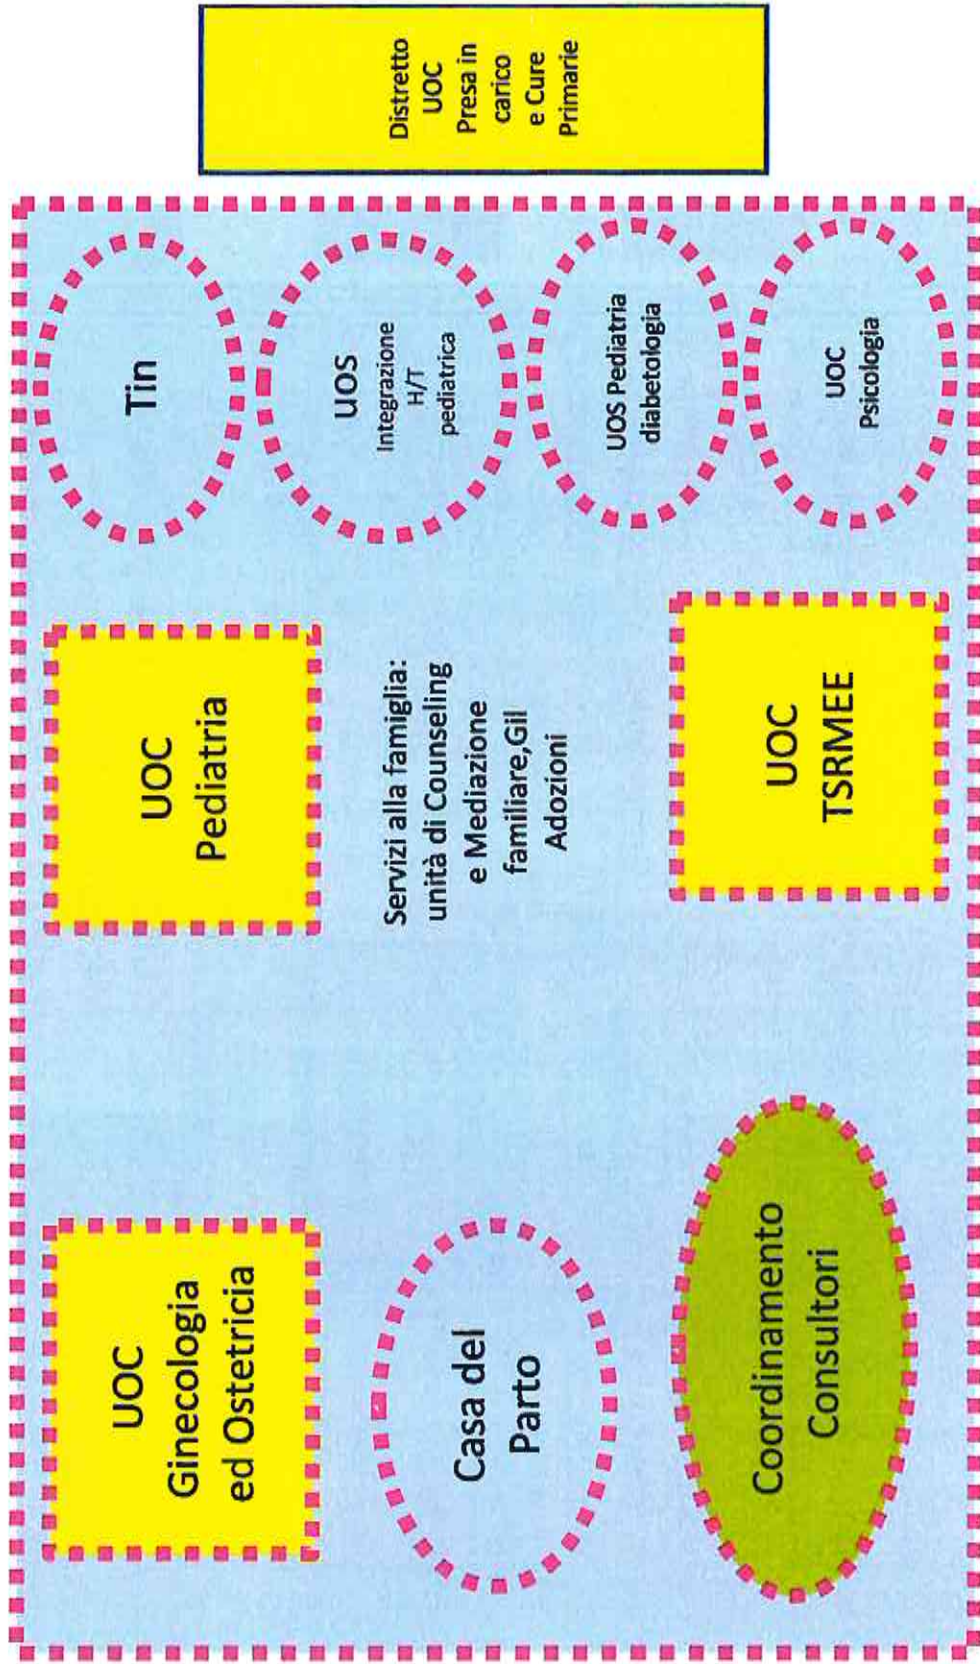 UOC
Ginecologia
ed Ostetricia
UOC
Pediatria
Tin
Casa del
Parto
Servizi alla famiglia:
unità di Counseling
e Mediazione
familiare,Gil
Adozioni
UOS
Integrazione
H/T
pediatrica
UOS Pediatria
diabetologia
Coordinamento
Consultori
UOC
TSRMEE
UOC
Psicologia
Distretto
UOC
Presa in
carico
e Cure
Primarie